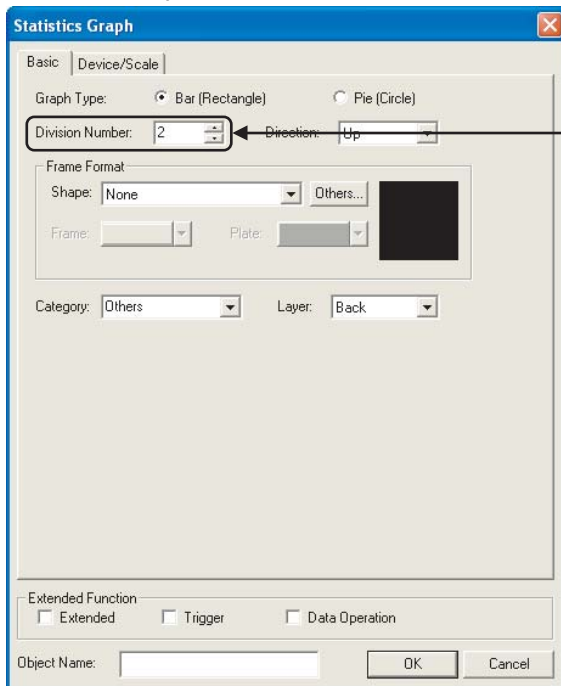 Statistics Graph
Basic Device/Scale
Graph Type: Bar (Rectangle) Pie (Circle)
Division Number: 2 Direction: Up
Frame Format
Shape: None Others...
Frame: Plate:
Category: Others Layer: Back
Extended Function
Extended Trigger Data Operation
Object Name: OK Cancel